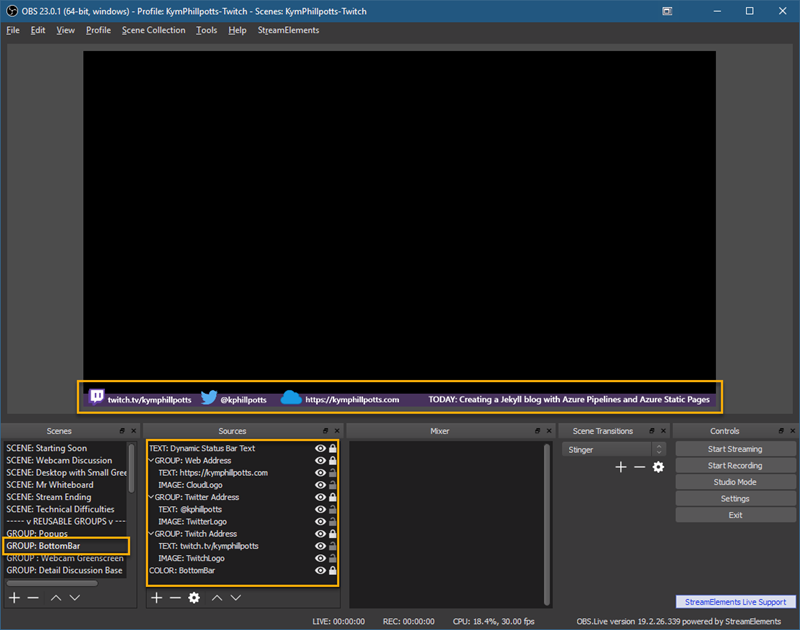 OBS 23.0.1 (64-bit, windows) - Profile: KymPhillpotts-Twitch - Scenes: KymPhillpotts-Twitch
File Edit View Profile Scene Collection Tools Help StreamElements
twitch.tv/kymphillpotts @kphillpotts https://kymphillpotts.com TODAY: Creating a Jekyll blog with Azure Pipelines and Azure Static Pages
Scenes
SCENE: Starting Soon
SCENE: Webcam Discussion
SCENE: Desktop with Small Gree
SCENE: Mr Whiteboard
SCENE: Stream Ending
SCENE: Technical Difficulties
----- v REUSABLE GROUPS v ---
GROUP: Popups
GROUP: BottomBar
GROUP : Webcam Greenscreen
GROUP: Detail Discussion Base
Sources
TEXT: Dynamic Status Bar Text
GROUP: Web Address
TEXT: https://kymphillpotts.com
IMAGE: CloudLogo
GROUP: Twitter Address
TEXT: @kphillpotts
IMAGE: TwitterLogo
GROUP: Twitch Address
TEXT: twitch.tv/kymphillpotts
IMAGE: TwitchLogo
COLOR: BottomBar
Mixer
Scene Transitions
Stinger
Controls
Start Streaming
Start Recording
Studio Mode
Settings
Exit
StreamElements Live Support
LIVE: 00:00:00 REC: 00:00:00 CPU: 18.4%, 30.00 fps OBS.Live version 19.2.26.339 powered by StreamElements